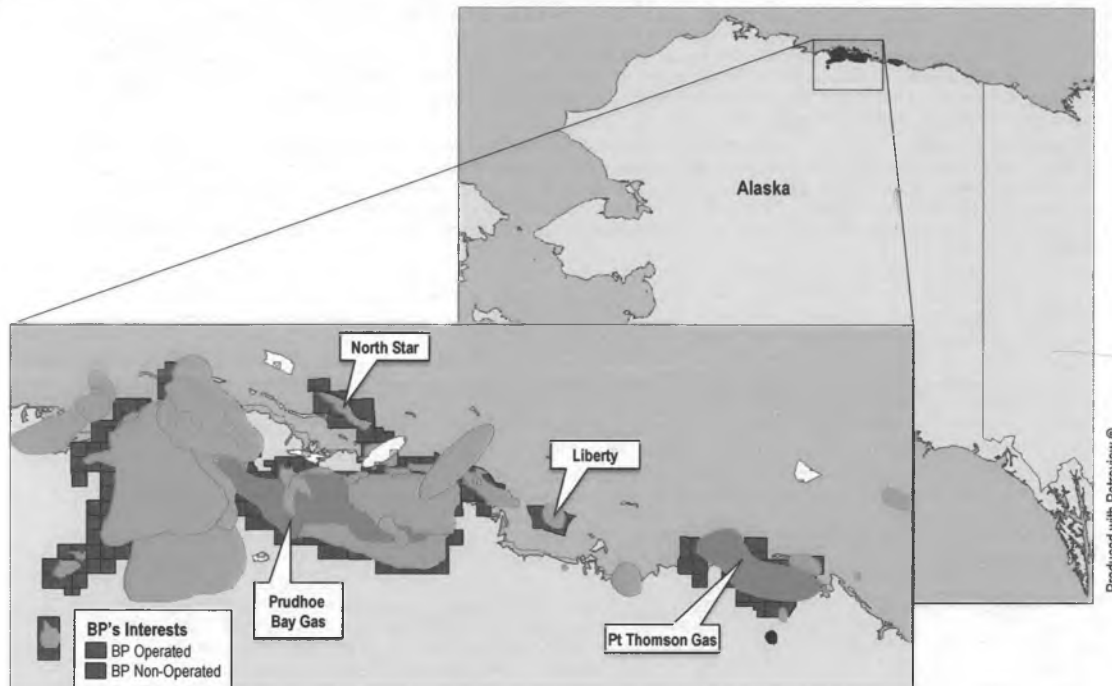 Alaska
North Star
Liberty
Prudhoe
Bay Gas
Pt Thomson Gas
BP's Interests
BP Operated
BP Non-Operated
Produced with Petroview ®